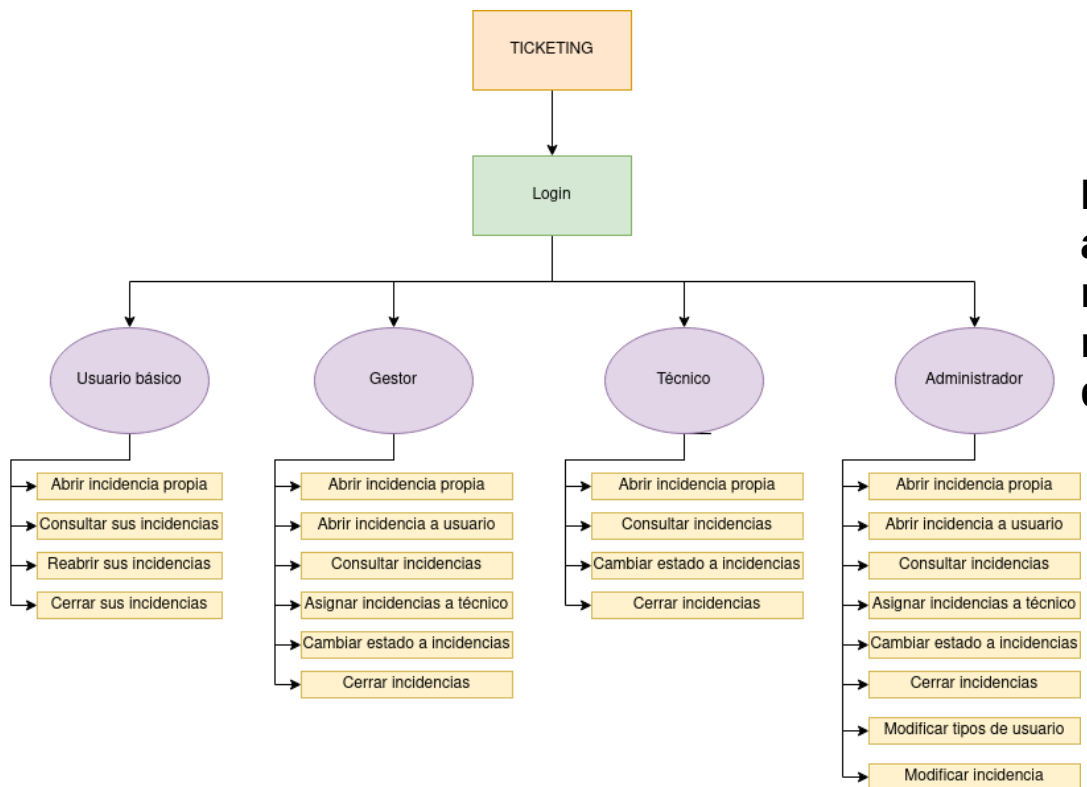 TICKETING
Login
Usuario básico
Gestor
Técnico
Administrador
Abrir incidencia propia
Consultar sus incidencias
Reabrir sus incidencias
Cerrar sus incidencias
Abrir incidencia propia
Abrir incidencia a usuario
Consultar incidencias
Asignar incidencias a técnico
Cambiar estado a incidencias
Cerrar incidencias
Abrir incidencia propia
Consultar incidencias
Cambiar estado a incidencias
Cerrar incidencias
Abrir incidencia propia
Abrir incidencia a usuario
Consultar incidencias
Asignar incidencias a técnico
Cambiar estado a incidencias
Cerrar incidencias
Modificar tipos de usuario
Modificar incidencia